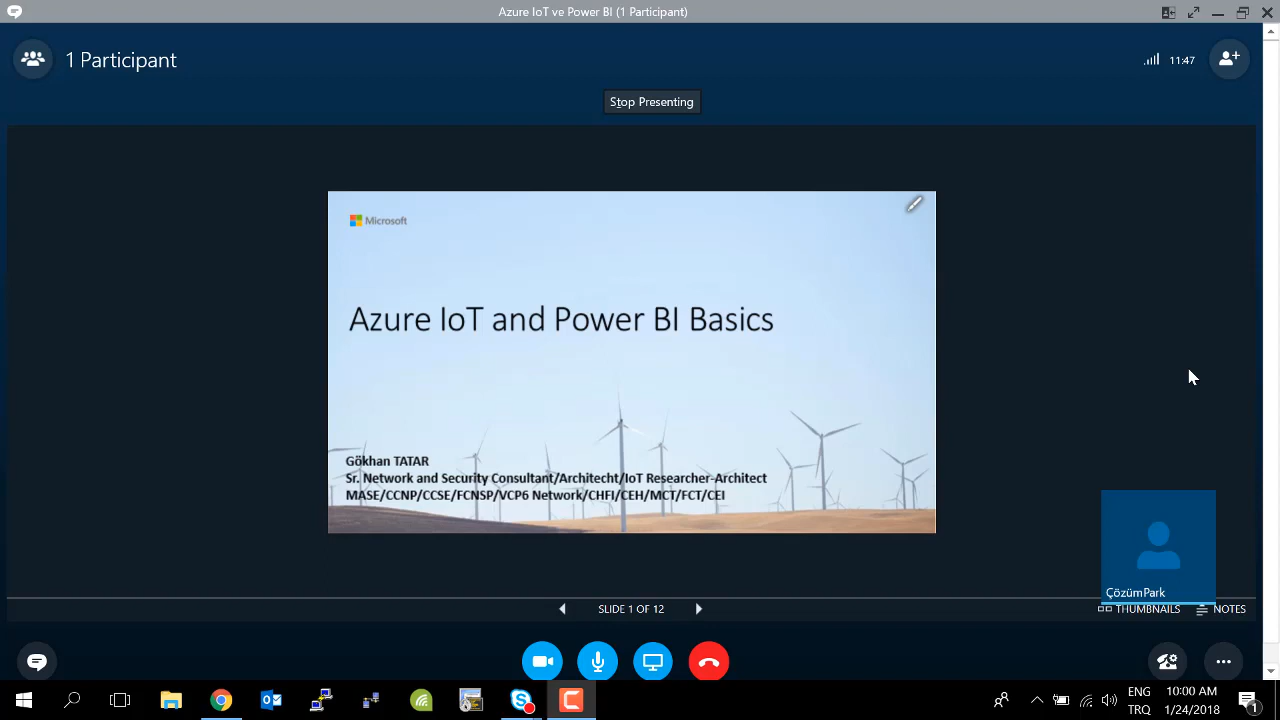 Azure IoT ve Power BI (1 Participant)
1 Participant
11:47
Stop Presenting
Microsoft
Azure IoT and Power BI Basics
Gökhan TATAR
Sr. Network and Security Consultant/Architecht/IoT Researcher-Architect
MASE/CCNP/CCSE/FCNSP/VCP6 Network/CHFI/CEH/MCT/FCT/CEI
ÇözümPark
SLIDE 1 OF 12
THUMBNAILS
NOTES
ENG
10:00 AM
TRQ
1/24/2018
1